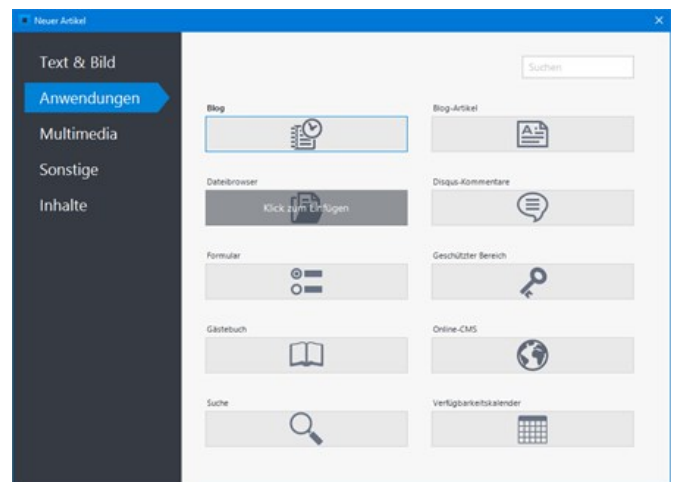 Neuer Artikel
Text & Bild
Anwendungen
Multimedia
Sonstige
Inhalte
Suchen
Blog
Blog-Artikel
Dateibrowser
Disqus-Kommentare
Klick zum Einfügen
Formular
Geschützter Bereich
Gästebuch
Online-CMS
Suche
Verfügbarkeitskalender